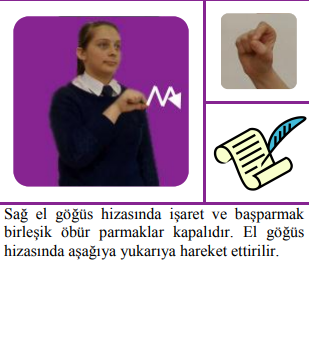 Sağ el göğüs hizasında işaret ve başparmak
birleşik öbür parmaklar kapalıdır. El göğüs
hizasında aşağıya yukarıya hareket ettirilir.